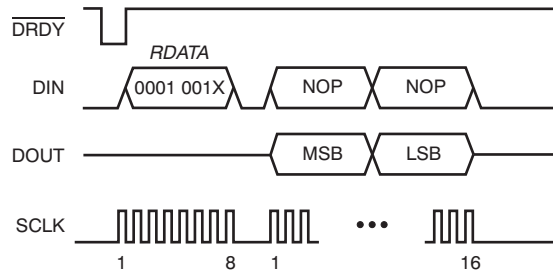 DRDY
RDATA
DIN 0001 001X NOP NOP
DOUT MSB LSB
SCLK
1 8 1 16